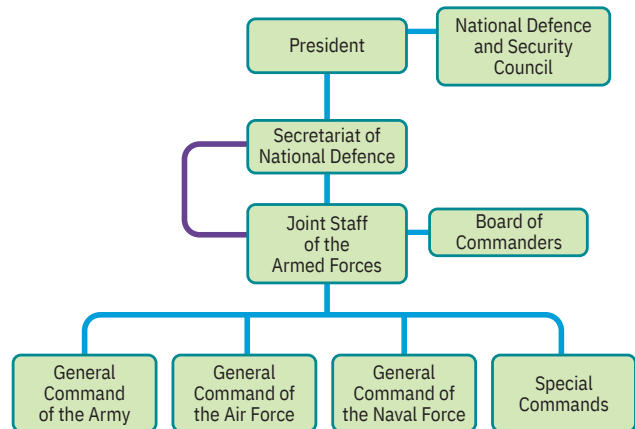 President
National Defence
and Security
Council
Secretariat of
National Defence
Joint Staff
of the
Armed Forces
Board of
Commanders
General
Command
of the Army
General
Command of
the Air Force
General
Command of
the Naval Force
Special
Commands